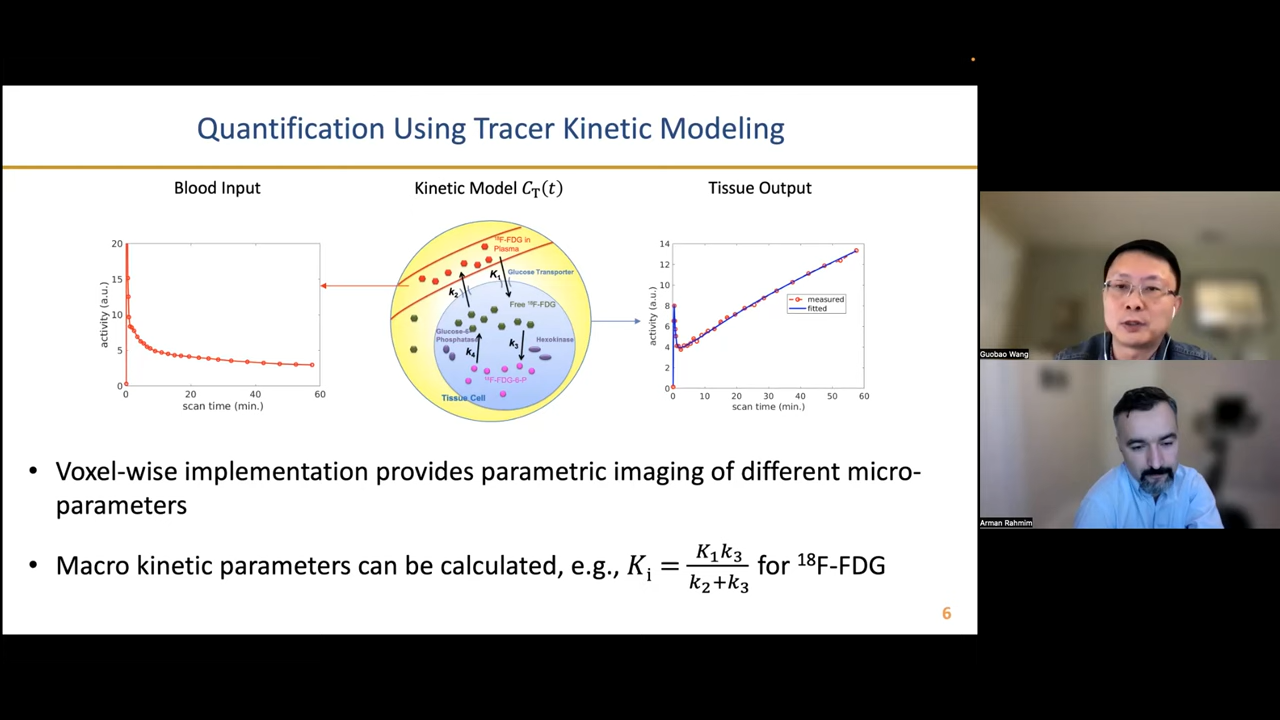 Quantification Using Tracer Kinetic Modeling
Blood Input
Kinetic Model C_T(t)
Tissue Output
20
15
10
5
0
activity (a.u.)
0 20 40 60
scan time (min.)
¹⁸F-FDG in
Plasma
K₁
Glucose Transporter
k₂
Free ¹⁸F-FDG
Glucose-6-
Phosphatase
k₄
k₃
Hexokinase
¹⁸F-FDG-6-P
Tissue Cell
14
12
10
8
6
4
2
0
activity (a.u.)
measured
fitted
0 10 20 30 40 50 60
scan time (min.)
• Voxel-wise implementation provides parametric imaging of different micro-
parameters
• Macro kinetic parameters can be calculated, e.g., K_i = K₁k₃ / k₂+k₃ for ¹⁸F-FDG
6
Guobao Wang
Arman Rahmim